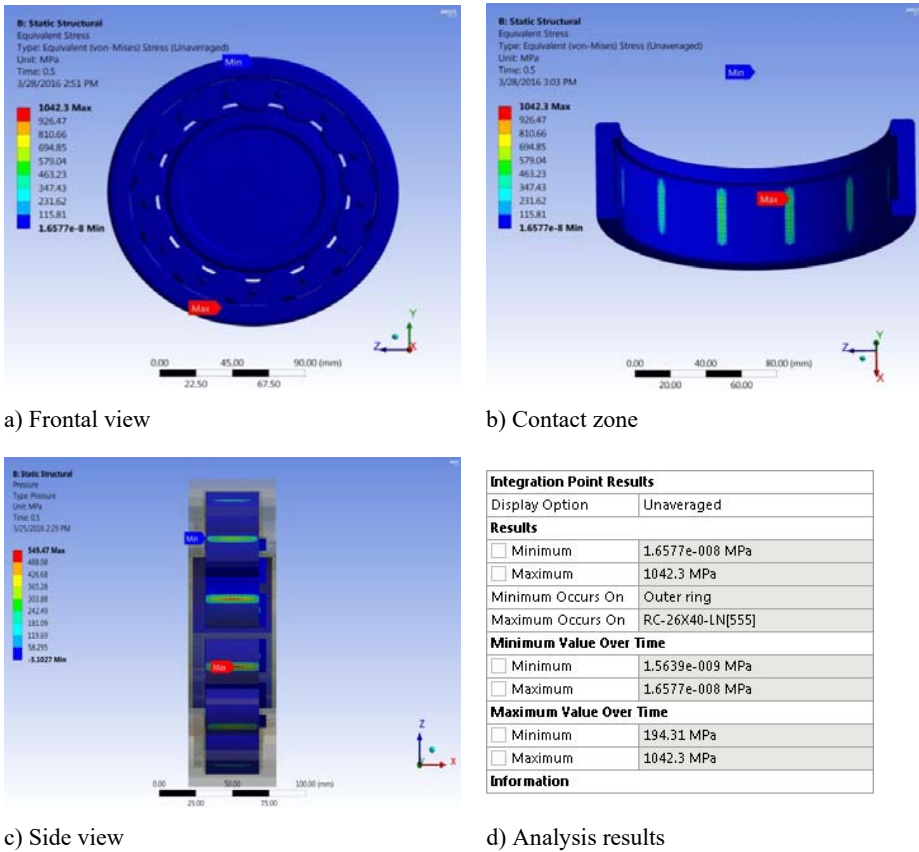 B: Static Structural
Equivalent Stress
Type: Equivalent (von-Mises) Stress (Unaveraged)
Unit: MPa
Time: 0.5
3/28/2016 2:51 PM
1042.3 Max
926.47
810.66
694.85
579.04
463.23
347.43
231.62
115.81
1.6577e-8 Min
Min
Max
Y
Z
X
0.00 45.00 90.00 (mm)
22.50 67.50
a) Frontal view
B: Static Structural
Equivalent Stress
Type: Equivalent (von-Mises) Stress (Unaveraged)
Unit: MPa
Time: 0.5
3/28/2016 3:03 PM
1042.3 Max
926.47
810.66
694.85
579.04
463.23
347.43
231.62
115.81
1.6577e-8 Min
Min
Max
Y
Z
X
0.00 40.00 80.00 (mm)
20.00 60.00
b) Contact zone
B: Static Structural
Pressure
Type: Pressure
Unit: MPa
Time: 0.5
3/25/2016 2:29 PM
549.47 Max
488.08
426.68
365.28
303.88
242.49
181.09
119.69
58.295
-3.1027 Min
Min
Max
Z
Y
X
0.00 50.00 100.00 (mm)
25.00 75.00
c) Side view
Integration Point Results
Display Option Unaveraged
Results
Minimum 1.6577e-008 MPa
Maximum 1042.3 MPa
Minimum Occurs On Outer ring
Maximum Occurs On RC-26X40-LN[555]
Minimum Value Over Time
Minimum 1.5639e-009 MPa
Maximum 1.6577e-008 MPa
Maximum Value Over Time
Minimum 194.31 MPa
Maximum 1042.3 MPa
Information
d) Analysis results